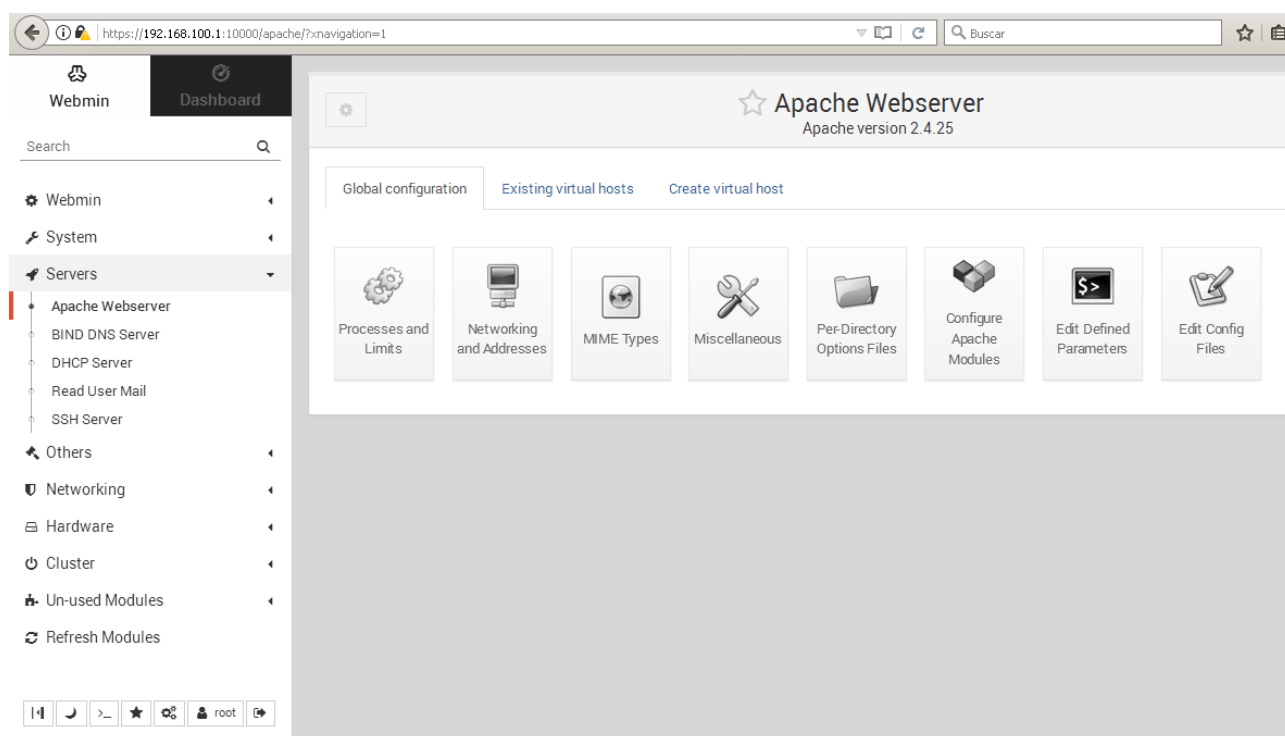 https://192.168.100.1:10000/apache/?xnavigation=1
Buscar
Webmin
Dashboard
Search
Webmin
System
Servers
Apache Webserver
BIND DNS Server
DHCP Server
Read User Mail
SSH Server
Others
Networking
Hardware
Cluster
Un-used Modules
Refresh Modules
>_
root
Apache Webserver
Apache version 2.4.25
Global configuration
Existing virtual hosts
Create virtual host
Processes and
Limits
Networking
and Addresses
MIME Types
Miscellaneous
Per-Directory
Options Files
Configure
Apache
Modules
$>
Edit Defined
Parameters
Edit Config
Files